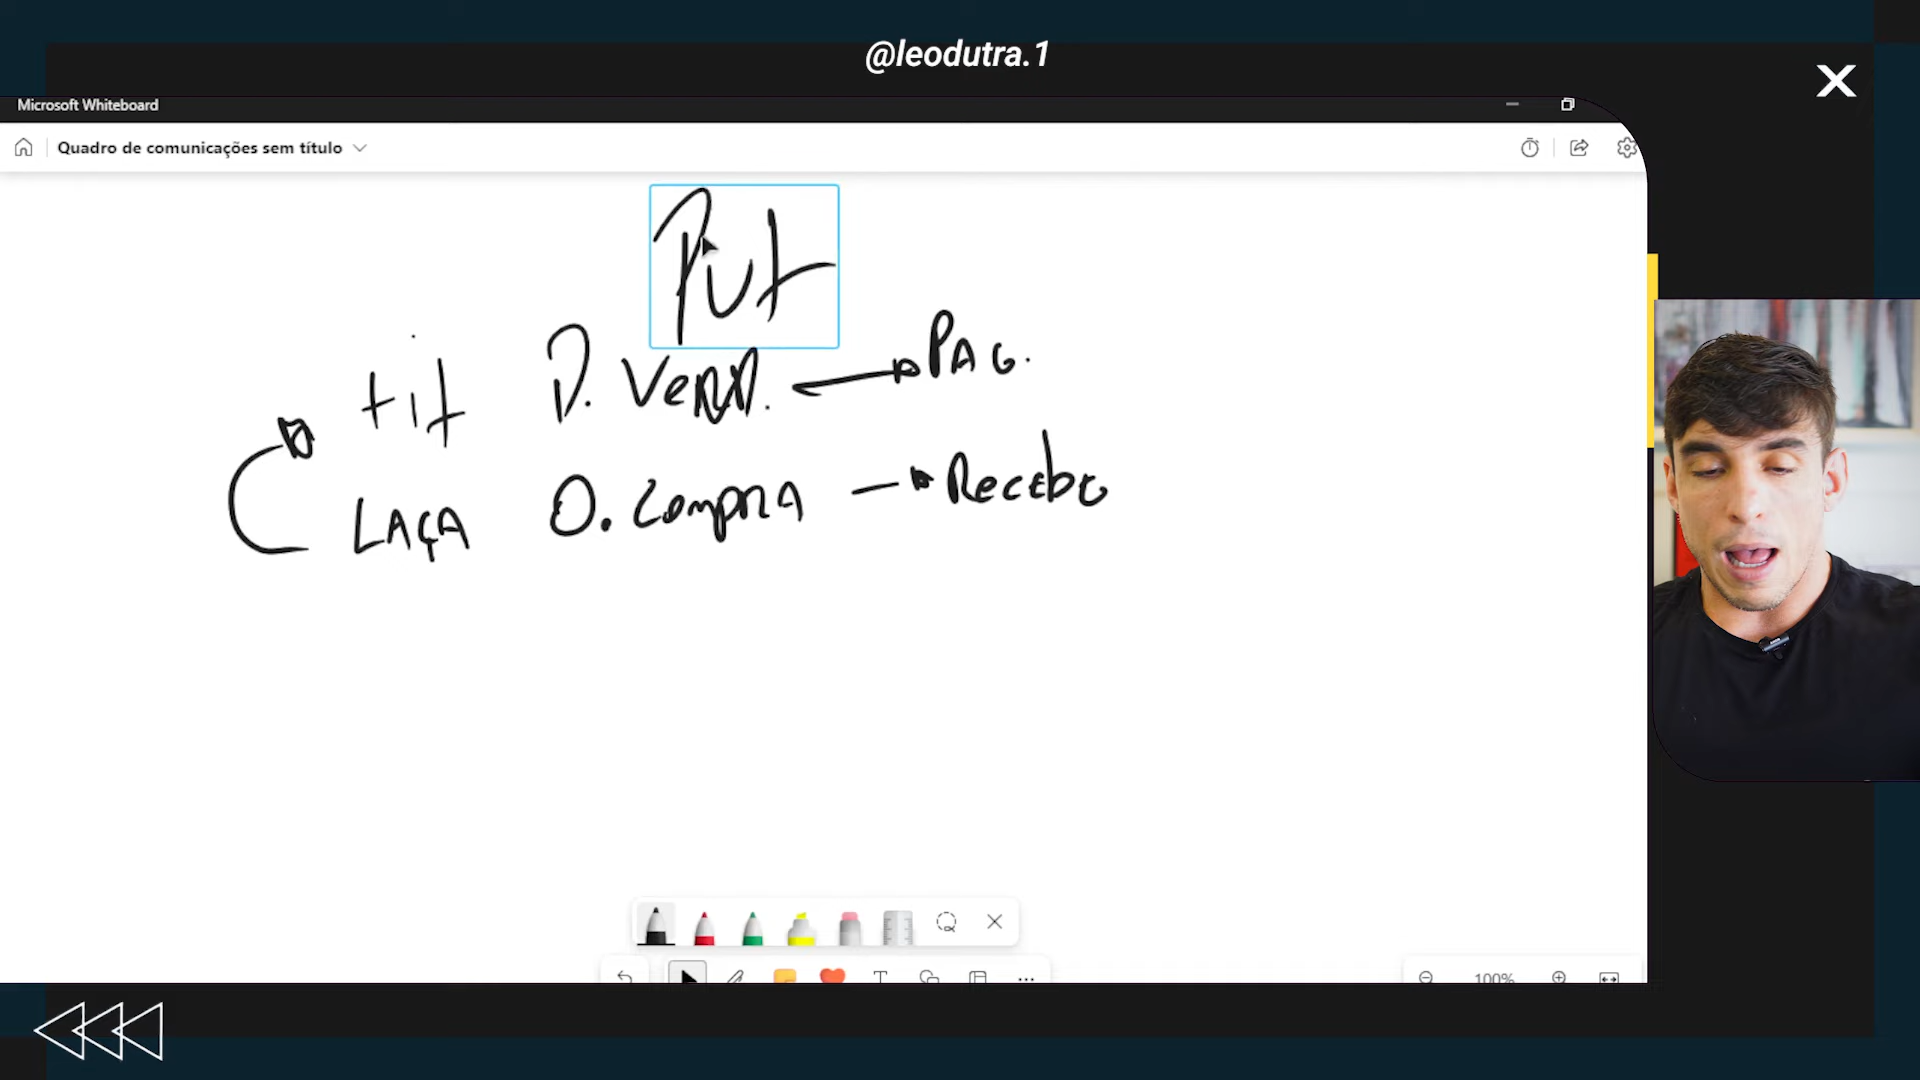 @leodutra.1
Microsoft Whiteboard
Quadro de comunicações sem título
Put
tit D. VeND. PAG.
LAÇA O. CompRA Recebo
100%